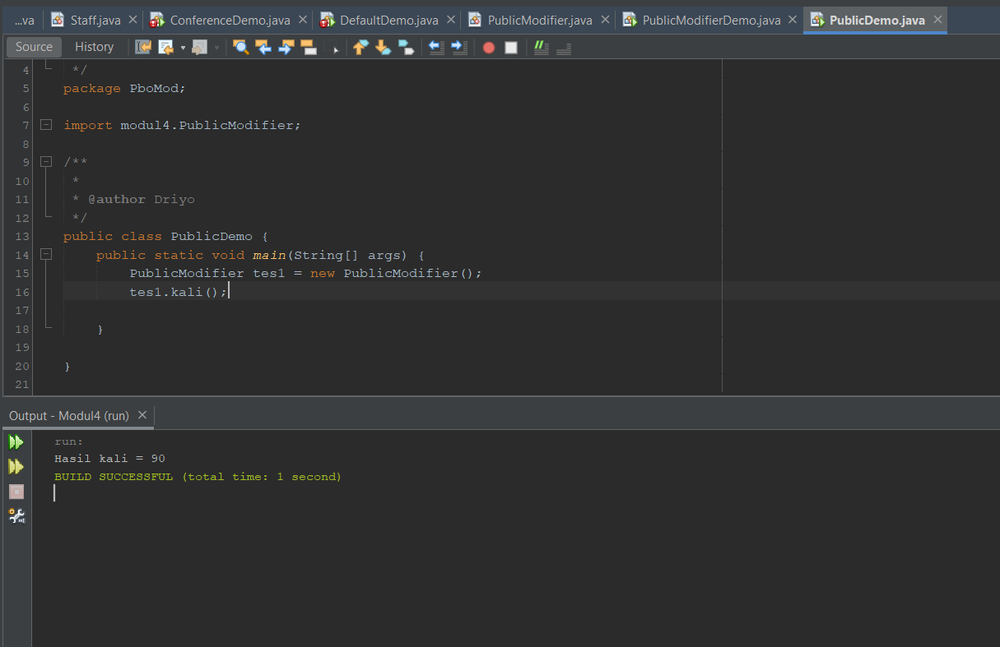 ...va Staff.java ConferenceDemo.java DefaultDemo.java PublicModifier.java PublicModifierDemo.java PublicDemo.java
Source History
4 */
5 package PboMod;
6
7 import modul4.PublicModifier;
8
9 /**
10 *
11 * @author Driyo
12 */
13 public class PublicDemo {
14 public static void main(String[] args) {
15 PublicModifier tes1 = new PublicModifier();
16 tes1.kali();
17
18 }
19
20 }
21
Output - Modul4 (run)
run:
Hasil kali = 90
BUILD SUCCESSFUL (total time: 1 second)